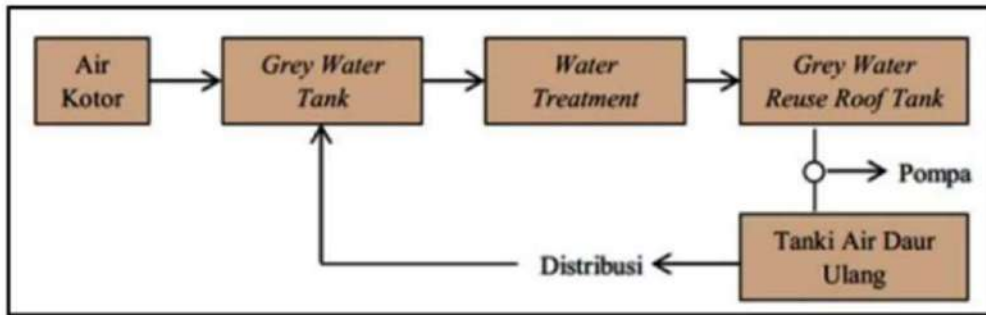 Air
Kotor
Grey Water
Tank
Water
Treatment
Grey Water
Reuse Roof Tank
Pompa
Tanki Air Daur
Ulang
Distribusi